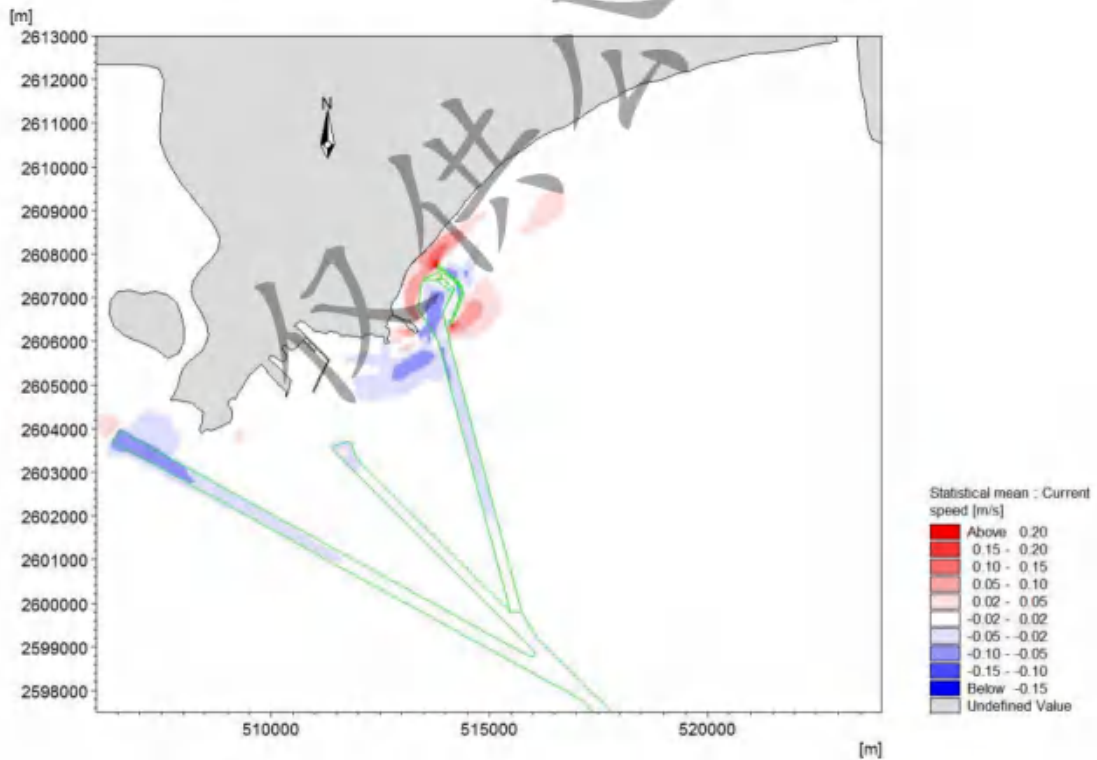 [m]
2613000
2612000
2611000
2610000
2609000
2608000
2607000
2606000
2605000
2604000
2603000
2602000
2601000
2600000
2599000
2598000
N
510000 515000 520000
[m]
Statistical mean : Current
speed [m/s]
Above 0.20
0.15 - 0.20
0.10 - 0.15
0.05 - 0.10
0.02 - 0.05
-0.02 - 0.02
-0.05 - -0.02
-0.10 - -0.05
-0.15 - -0.10
Below -0.15
Undefined Value